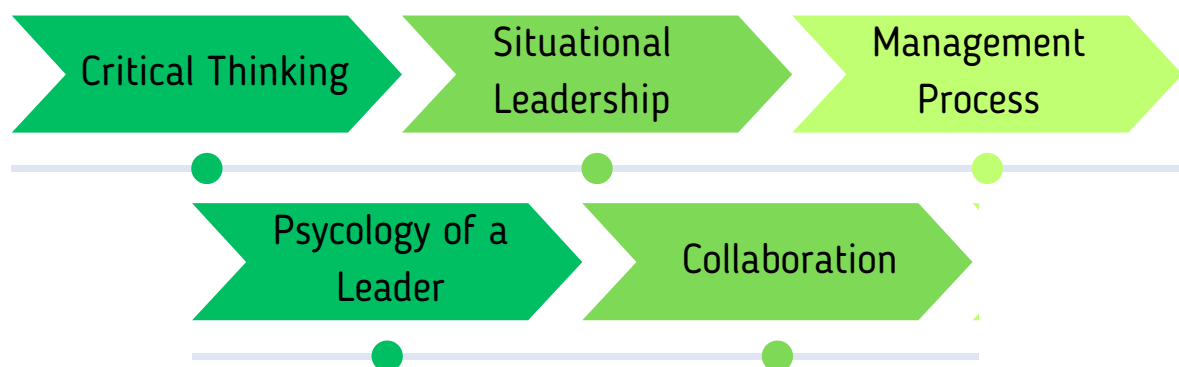 Critical Thinking
Situational
Leadership
Management
Process
Psycology of a
Leader
Collaboration